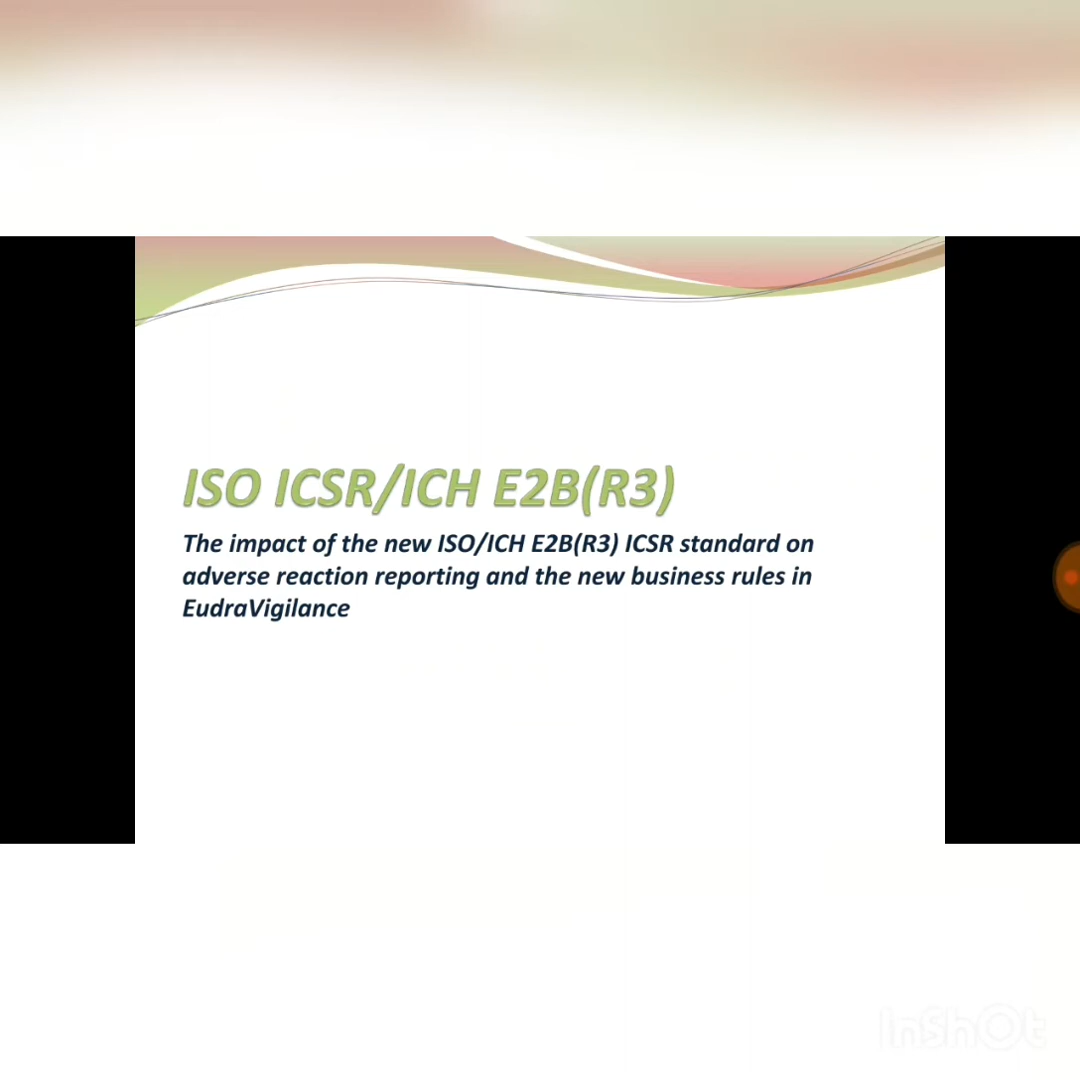 ISO ICSR/ICH E2B(R3)
The impact of the new ISO/ICH E2B(R3) ICSR standard on
adverse reaction reporting and the new business rules in
EudraVigilance
InShOt